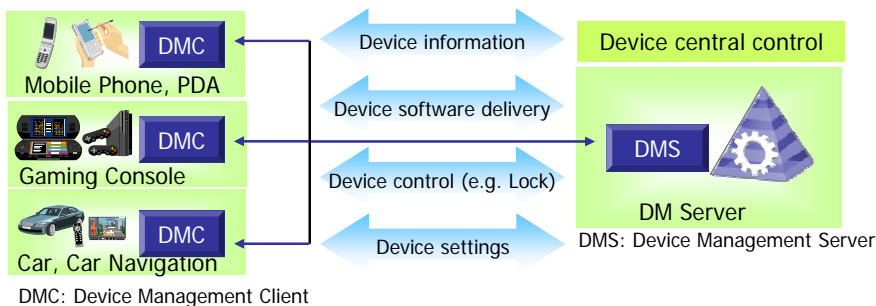 DMC
Mobile Phone, PDA
DMC
Gaming Console
DMC
Car, Car Navigation
DMC: Device Management Client
Device information
Device software delivery
Device control (e.g. Lock)
Device settings
Device central control
DMS
DM Server
DMS: Device Management Server